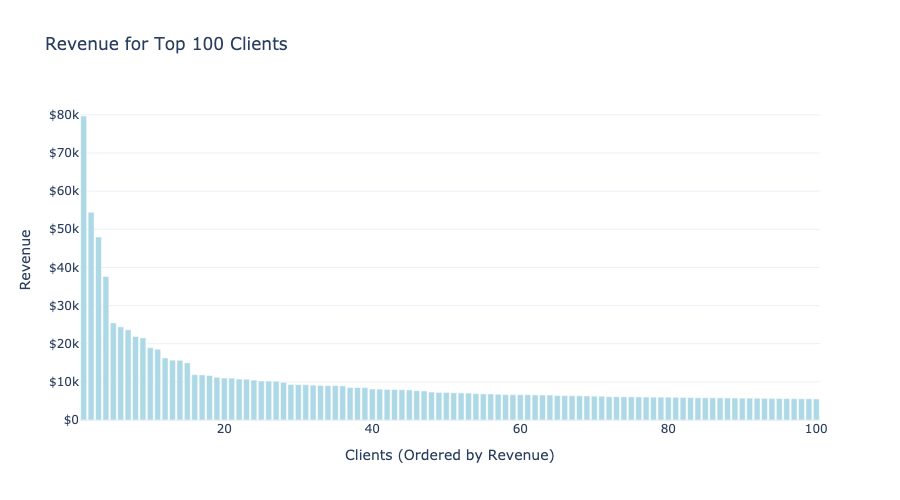 Revenue for Top 100 Clients
$80k
$70k
$60k
$50k
$40k
$30k
$20k
$10k
$0
Revenue
20 40 60 80 100
Clients (Ordered by Revenue)